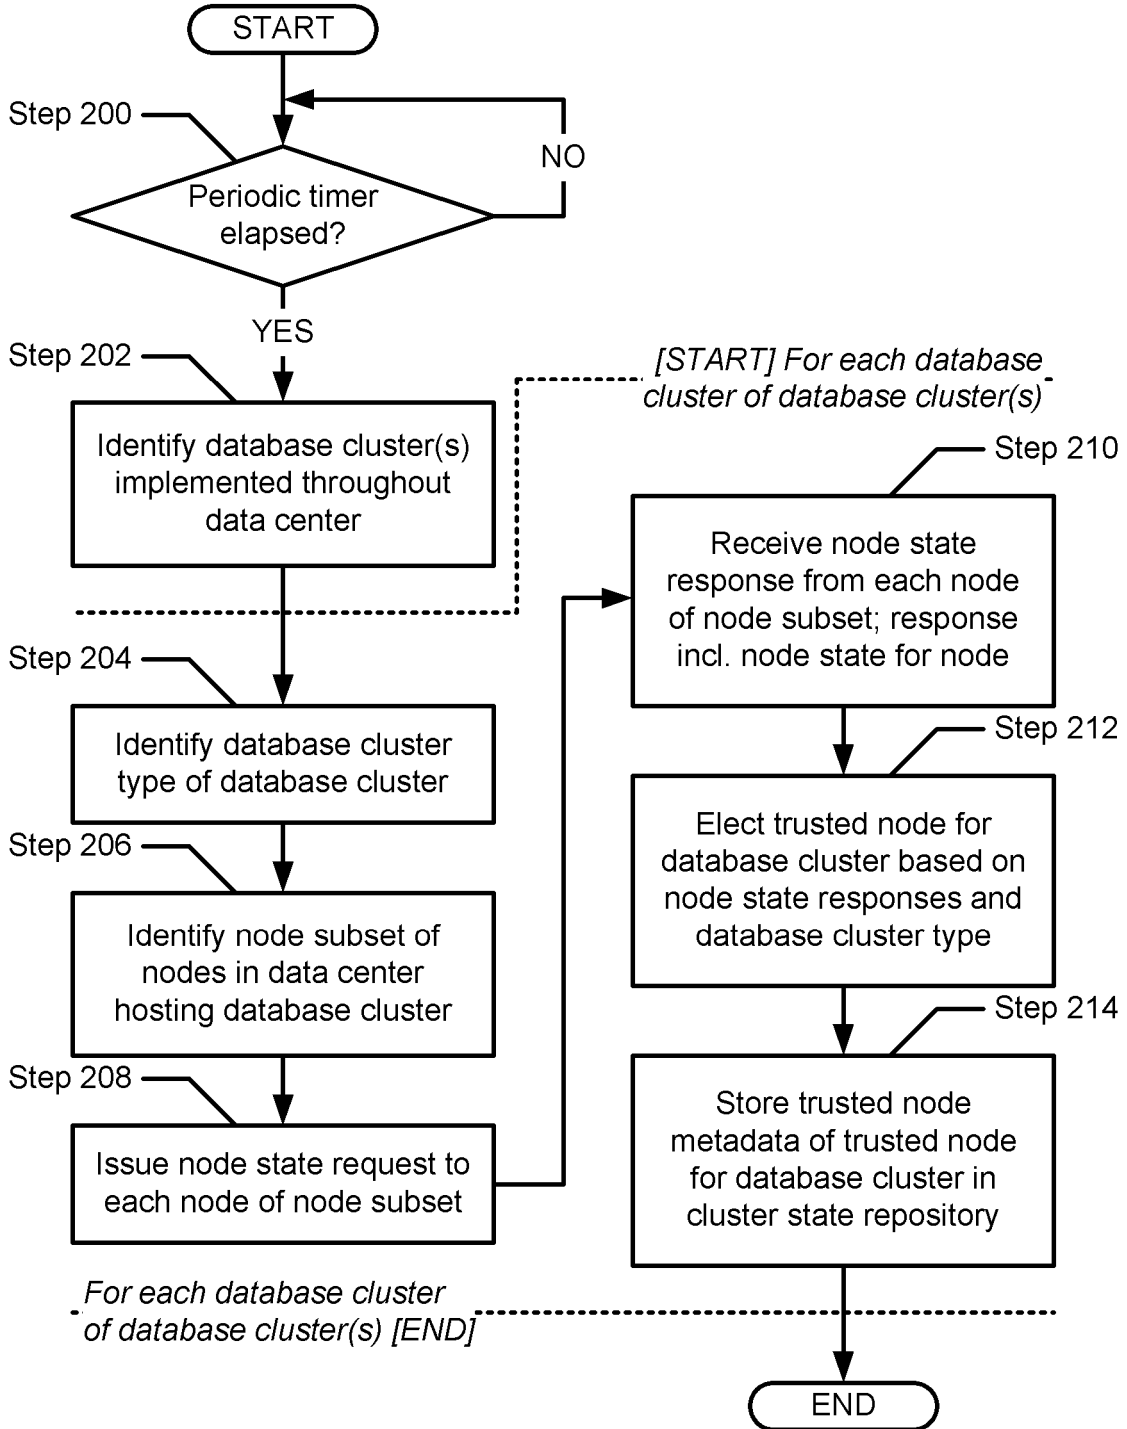 START
Step 200
NO
Periodic timer
elapsed?
YES
Step 202
Identify database cluster(s)
implemented throughout
data center
[START] For each database
cluster of database cluster(s)
Step 204
Identify database cluster
type of database cluster
Step 206
Identify node subset of
nodes in data center
hosting database cluster
Step 208
Issue node state request to
each node of node subset
Step 210
Receive node state
response from each node
of node subset; response
incl. node state for node
Step 212
Elect trusted node for
database cluster based on
node state responses and
database cluster type
Step 214
Store trusted node
metadata of trusted node
for database cluster in
cluster state repository
For each database cluster
of database cluster(s) [END]
END